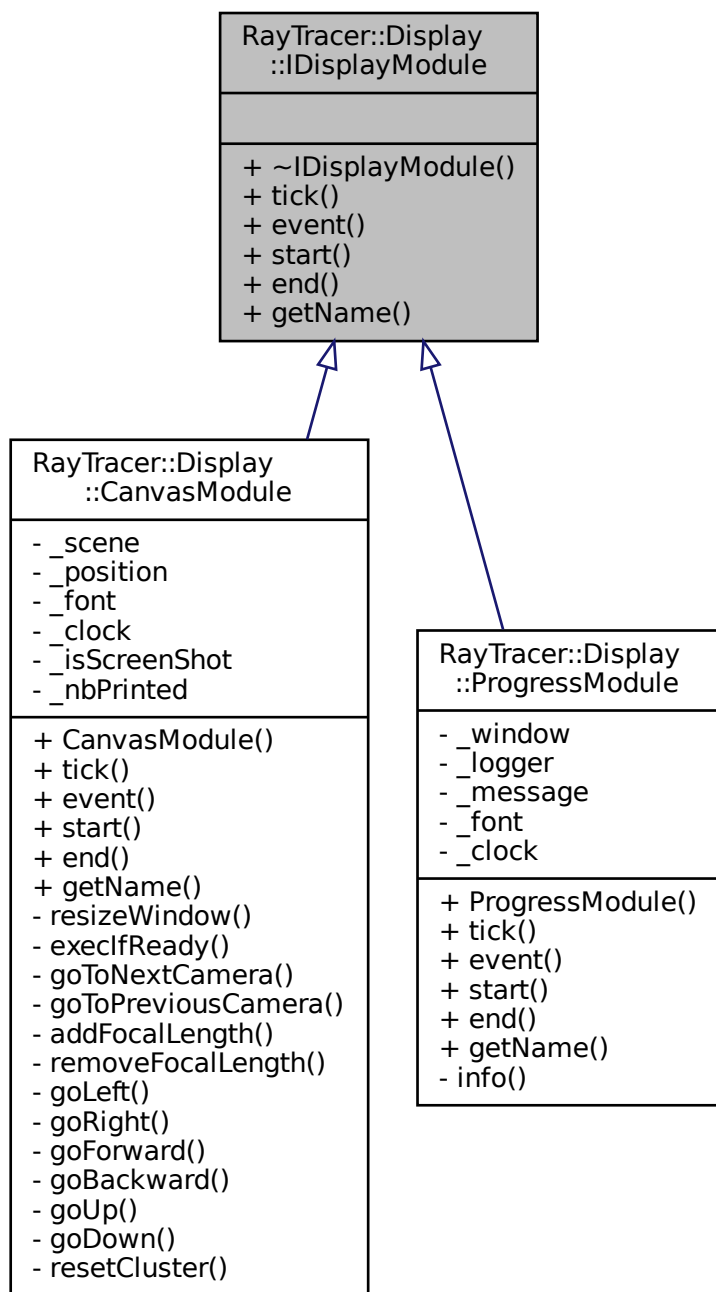 RayTracer::Display
::IDisplayModule
+ ~IDisplayModule()
+ tick()
+ event()
+ start()
+ end()
+ getName()
RayTracer::Display
::CanvasModule
- _scene
- _position
- _font
- _clock
- _isScreenShot
- _nbPrinted
+ CanvasModule()
+ tick()
+ event()
+ start()
+ end()
+ getName()
- resizeWindow()
- execIfReady()
- goToNextCamera()
- goToPreviousCamera()
- addFocalLength()
- removeFocalLength()
- goLeft()
- goRight()
- goForward()
- goBackward()
- goUp()
- goDown()
- resetCluster()
RayTracer::Display
::ProgressModule
- _window
- _logger
- _message
- _font
- _clock
+ ProgressModule()
+ tick()
+ event()
+ start()
+ end()
+ getName()
- info()